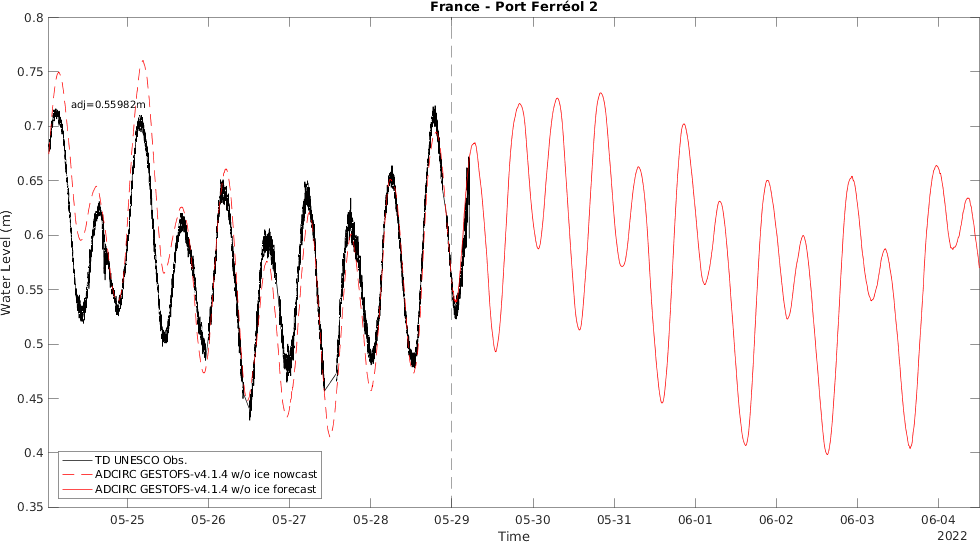 France - Port Ferréol 2
0.8
0.75
0.7
0.65
0.6
0.55
0.5
0.45
0.4
0.35
Water Level (m)
adj=0.55982m
TD UNESCO Obs.
ADCIRC GESTOFS-v4.1.4 w/o ice nowcast
ADCIRC GESTOFS-v4.1.4 w/o ice forecast
05-25 05-26 05-27 05-28 05-29 05-30 05-31 06-01 06-02 06-03 06-04
Time
2022